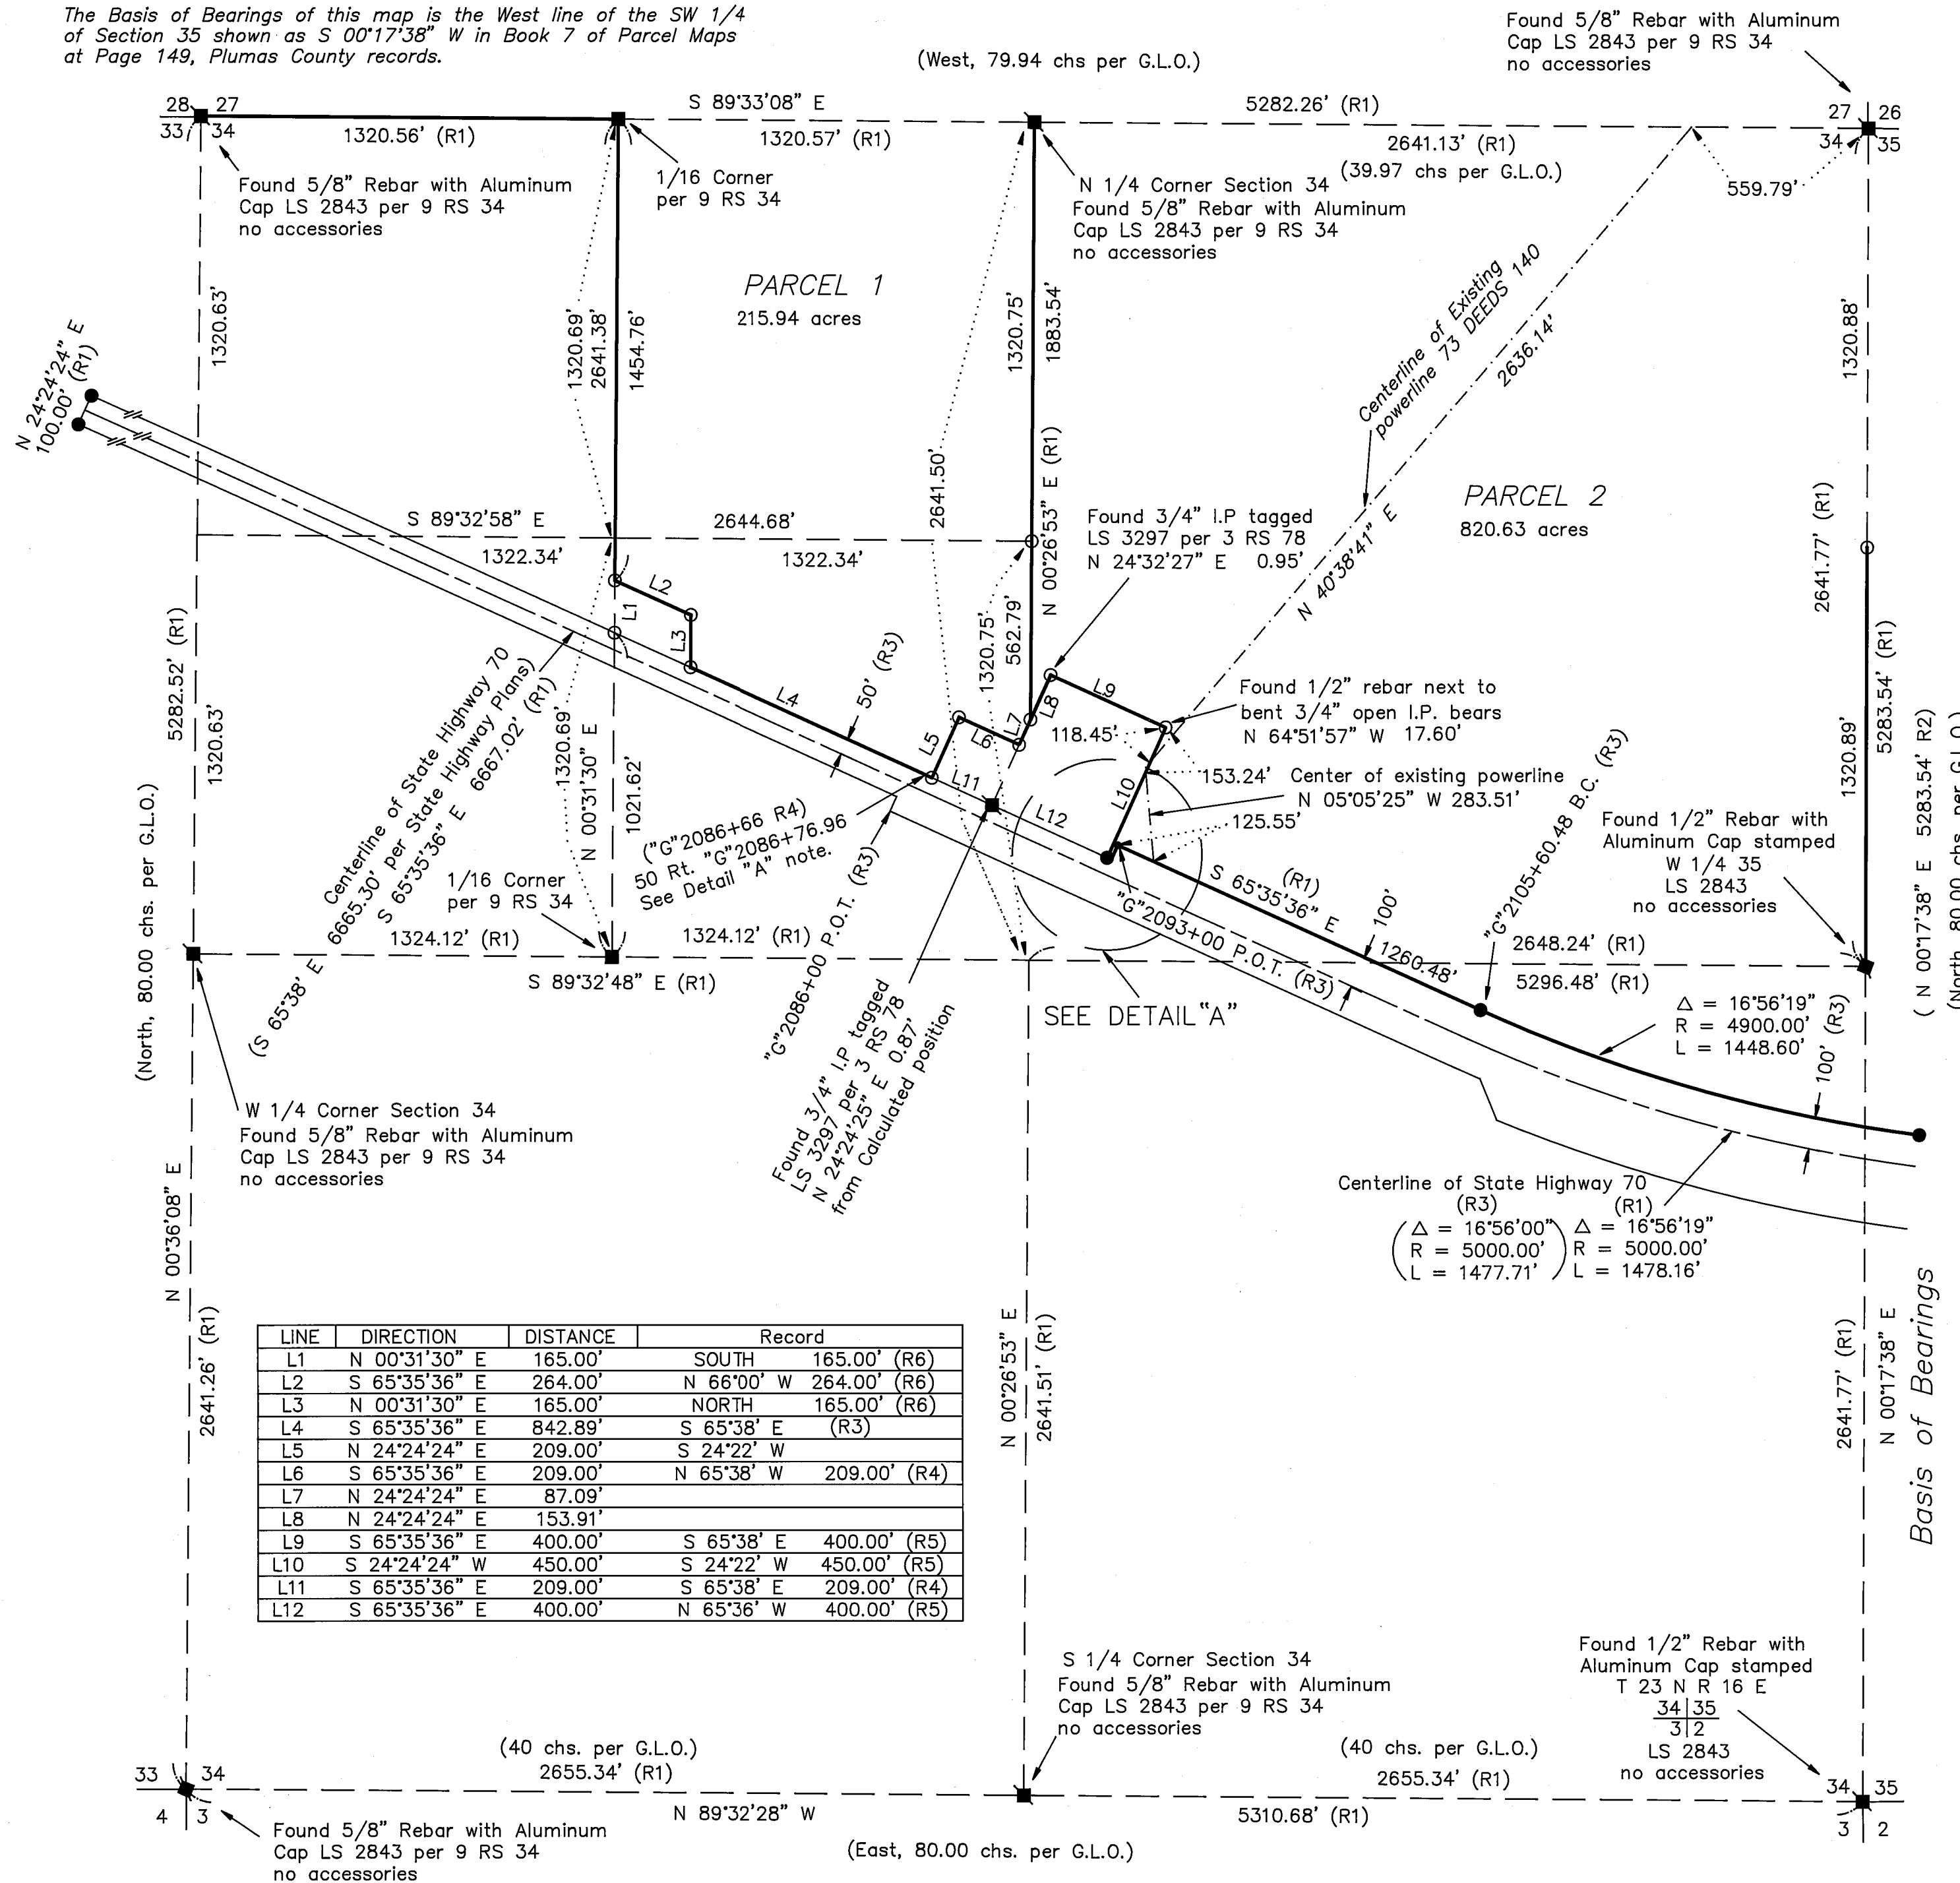 The Basis of Bearings of this map is the West line of the SW 1/4
of Section 35 shown as S 00°17'38" W in Book 7 of Parcel Maps
at Page 149, Plumas County records.
(West, 79.94 chs per G.L.O.)
Found 5/8" Rebar with Aluminum
Cap LS 2843 per 9 RS 34
no accessories
28 27
33 34
S 89°33'08" E
5282.26' (R1)
27 26
34 35
1320.56' (R1)
1320.57' (R1)
2641.13' (R1)
(39.97 chs per G.L.O.)
559.79'
Found 5/8" Rebar with Aluminum
Cap LS 2843 per 9 RS 34
no accessories
1/16 Corner
per 9 RS 34
N 1/4 Corner Section 34
Found 5/8" Rebar with Aluminum
Cap LS 2843 per 9 RS 34
no accessories
PARCEL 1
215.94 acres
1320.63'
1320.69'
2641.38'
1454.76'
1320.75'
1883.54'
Centerline of Existing
powerline 73 DEEDS 140
2636.14'
1320.88'
N 24°24'24" E
100.00' (R1)
2641.50'
N 00°26'53" E (R1)
PARCEL 2
820.63 acres
N 40°38'41" E
2641.77' (R1)
S 89°32'58" E
2644.68'
1322.34'
1322.34'
Found 3/4" I.P tagged
LS 3297 per 3 RS 78
N 24°32'27" E 0.95'
5282.52' (R1)
1320.63'
L1
L2
L3
L4
50' (R3)
1320.75'
562.79'
L5
L6
L7
L8
L9
L10
L11
L12
118.45'
Found 1/2" rebar next to
bent 3/4" open I.P. bears
N 64°51'57" W 17.60'
153.24'
Center of existing powerline
N 05°05'25" W 283.51'
125.55'
1320.89'
5283.54' (R1)
( N 00°17'38" E 5283.54' R2)
(North, 80.00 chs. per G.L.O.)
Centerline of State Highway 70
(S 65°38' E 6665.30' per State Highway Plans)
S 65°35'36" E 6667.02' (R1)
1320.69'
N 00°31'30" E
1021.62'
("G"2086+66 R4)
50 Rt. "G"2086+76.96
See Detail "A" note.
"G"2086+00 P.O.T. (R3)
1/16 Corner
per 9 RS 34
(R1)
S 65°35'36" E
100'
1260.48'
"G"2093+00 P.O.T. (R3)
"G"2105+60.48 B.C. (R3)
Found 1/2" Rebar with
Aluminum Cap stamped
W 1/4 35
LS 2843
no accessories
(North, 80.00 chs. per G.L.O.)
1324.12' (R1)
1324.12' (R1)
S 89°32'48" E (R1)
2648.24' (R1)
5296.48' (R1)
SEE DETAIL "A"
Δ = 16°56'19"
R = 4900.00'
L = 1448.60'
100' (R3)
Found 3/4" I.P tagged
LS 3297 per 3 RS 78
N 24°24'25" E 0.87'
from Calculated position
W 1/4 Corner Section 34
Found 5/8" Rebar with Aluminum
Cap LS 2843 per 9 RS 34
no accessories
Centerline of State Highway 70
(R3) (R1)
(Δ = 16°56'00") Δ = 16°56'19"
R = 5000.00' R = 5000.00'
L = 1477.71' L = 1478.16'
N 00°36'08" E
2641.26' (R1)
N 00°26'53" E
2641.51' (R1)
2641.77' (R1)
N 00°17'38" E
Basis of Bearings
LINE DIRECTION DISTANCE Record
L1 N 00°31'30" E 165.00' SOUTH 165.00' (R6)
L2 S 65°35'36" E 264.00' N 66°00' W 264.00' (R6)
L3 N 00°31'30" E 165.00' NORTH 165.00' (R6)
L4 S 65°35'36" E 842.89' S 65°38' E (R3)
L5 N 24°24'24" E 209.00' S 24°22' W
L6 S 65°35'36" E 209.00' N 65°38' W 209.00' (R4)
L7 N 24°24'24" E 87.09'
L8 N 24°24'24" E 153.91'
L9 S 65°35'36" E 400.00' S 65°38' E 400.00' (R5)
L10 S 24°24'24" W 450.00' S 24°22' W 450.00' (R5)
L11 S 65°35'36" E 209.00' S 65°38' E 209.00' (R4)
L12 S 65°35'36" E 400.00' N 65°36' W 400.00' (R5)
S 1/4 Corner Section 34
Found 5/8" Rebar with Aluminum
Cap LS 2843 per 9 RS 34
no accessories
Found 1/2" Rebar with
Aluminum Cap stamped
T 23 N R 16 E
34 35
3 2
LS 2843
no accessories
(40 chs. per G.L.O.)
2655.34' (R1)
(40 chs. per G.L.O.)
2655.34' (R1)
33 34
4 3
N 89°32'28" W
5310.68' (R1)
34 35
3 2
Found 5/8" Rebar with Aluminum
Cap LS 2843 per 9 RS 34
no accessories
(East, 80.00 chs. per G.L.O.)